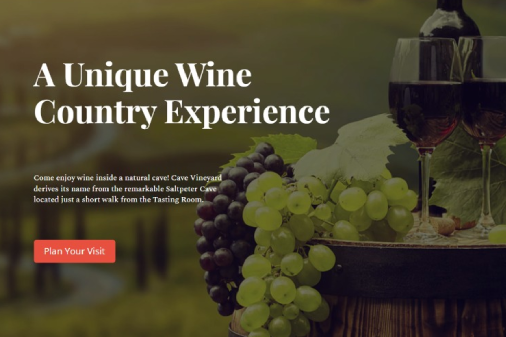 A Unique Wine
Country Experience
Come enjoy wine inside a natural cave! Cave Vineyard
derives its name from the remarkable Saltpeter Cave
located just a short walk from the Tasting Room.
Plan Your Visit